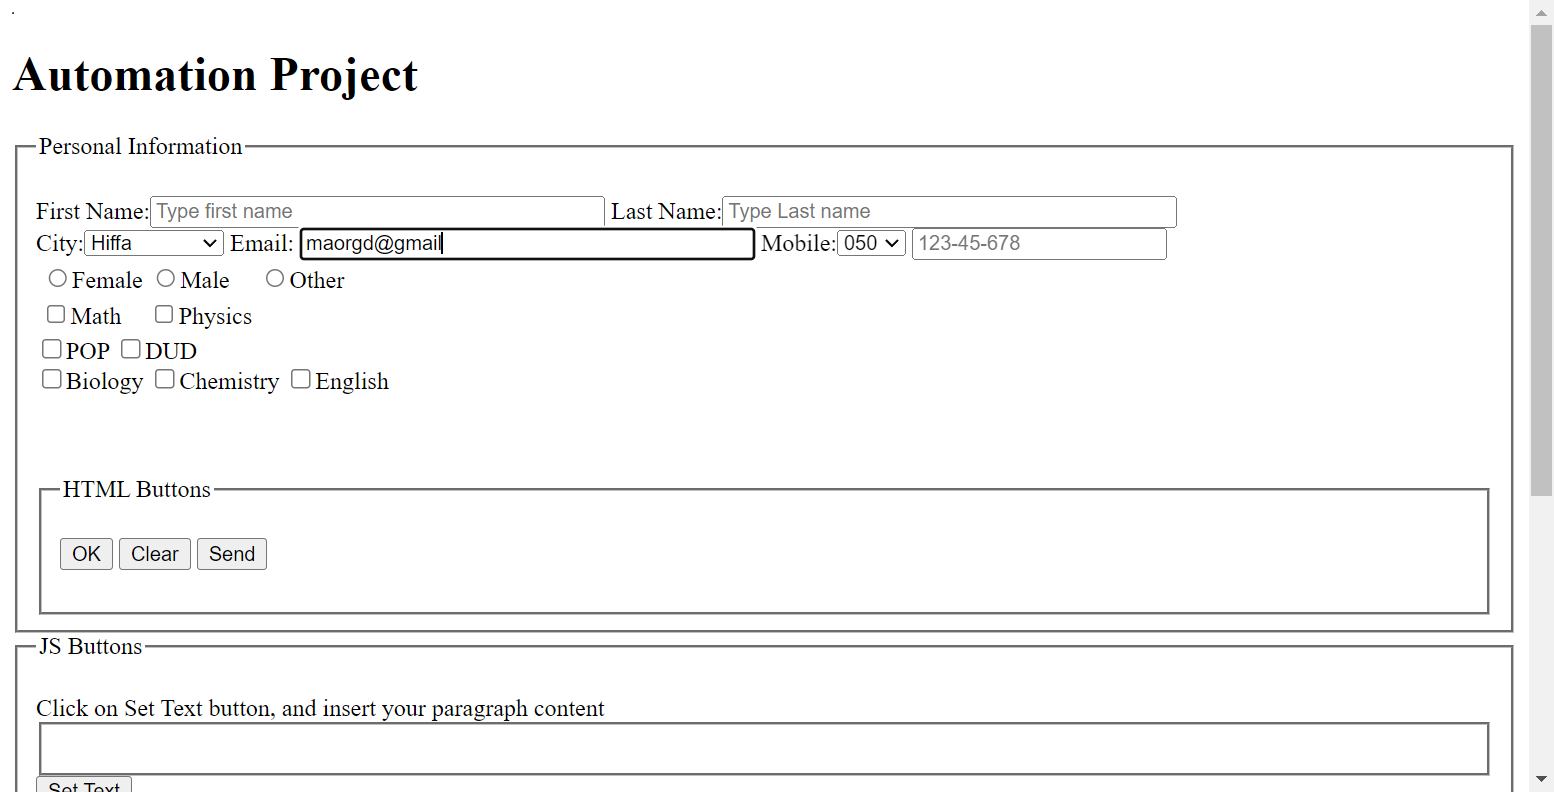 .
Automation Project
Personal Information
First Name: Type first name Last Name: Type Last name
City: Hiffa Email: maorgd@gmail Mobile: 050 123-45-678
Female Male Other
Math Physics
POP DUD
Biology Chemistry English
HTML Buttons
OK Clear Send
JS Buttons
Click on Set Text button, and insert your paragraph content
Set Text